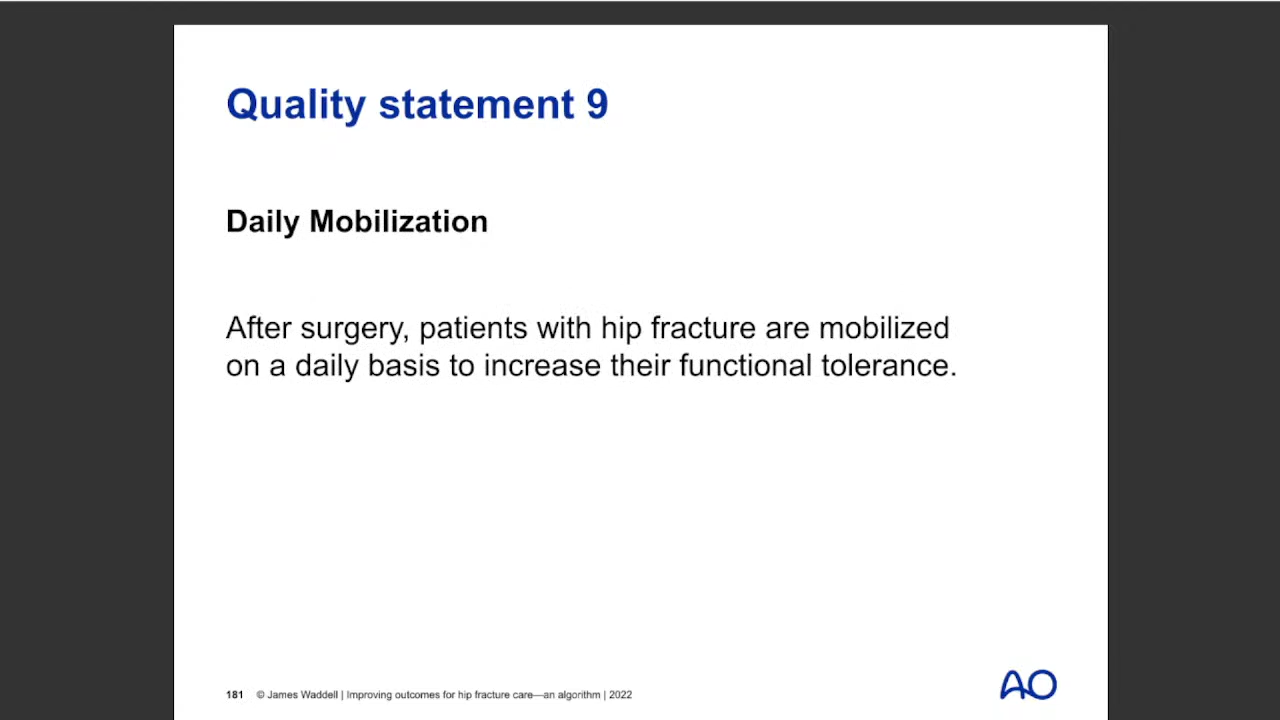 Quality statement 9
Daily Mobilization
After surgery, patients with hip fracture are mobilized
on a daily basis to increase their functional tolerance.
181 © James Waddell | Improving outcomes for hip fracture care—an algorithm | 2022
AO